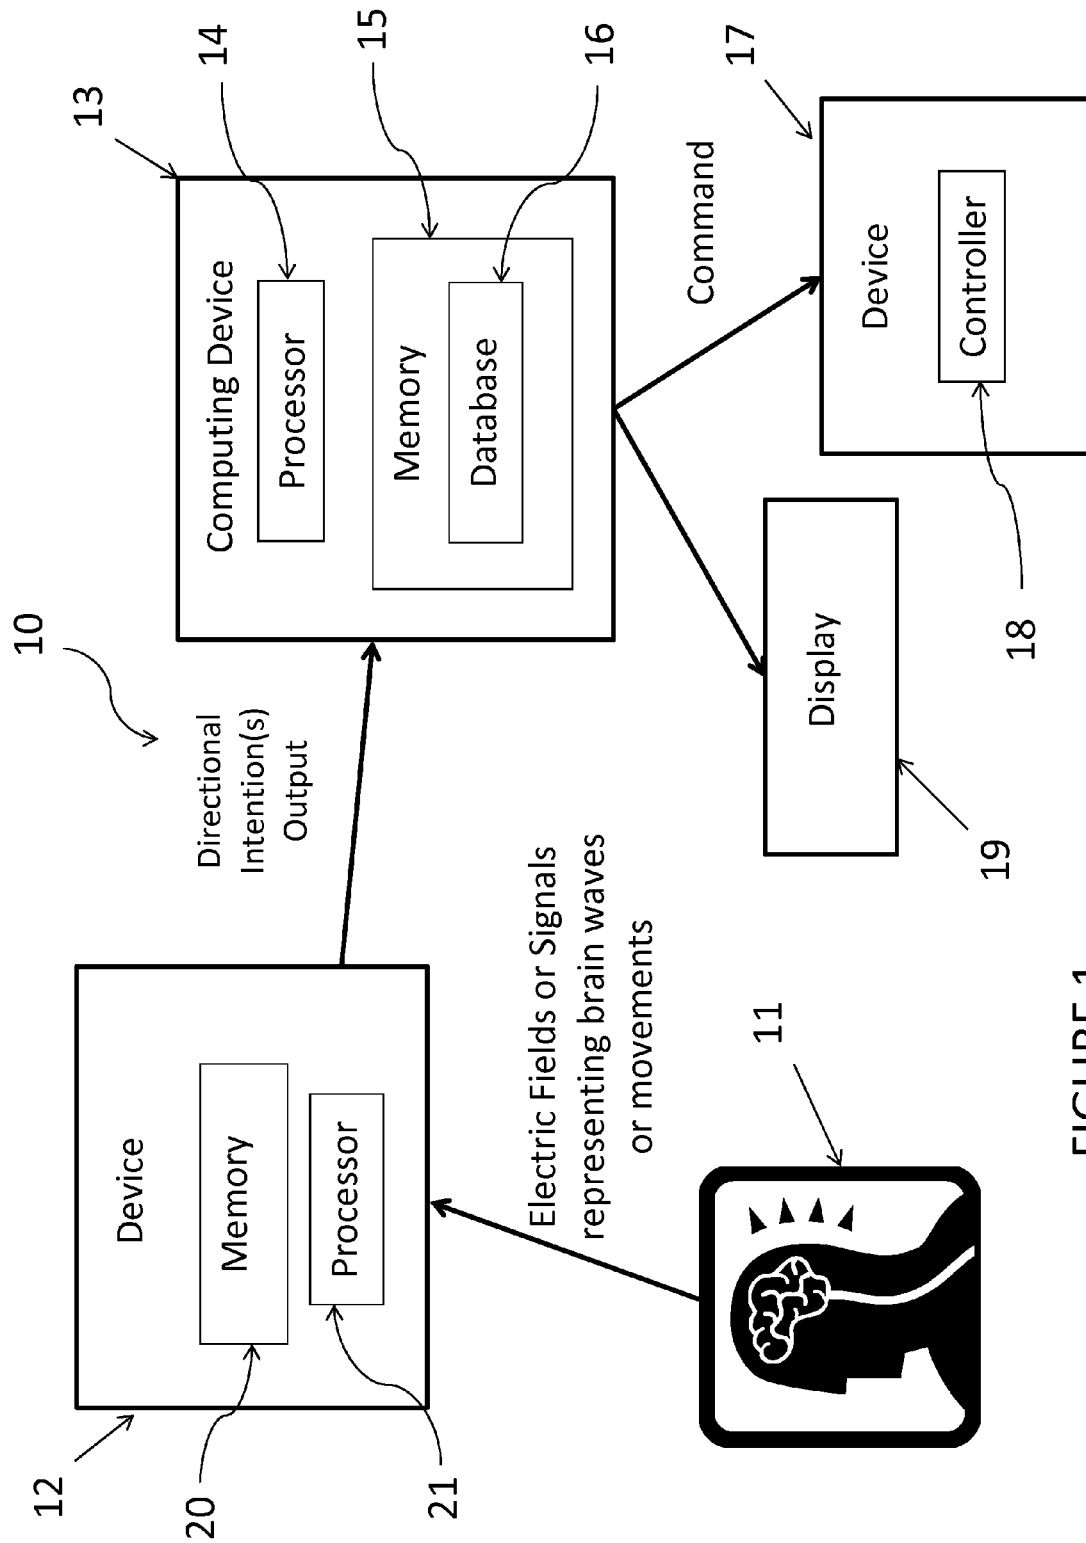 10
12
Device
20
Memory
21
Processor
Directional
Intention(s)
Output
13
Computing Device
14
Processor
15
Memory
16
Database
Electric Fields or Signals
representing brain waves
or movements
11
Command
17
Device
Controller
18
Display
19
FIGURE 1